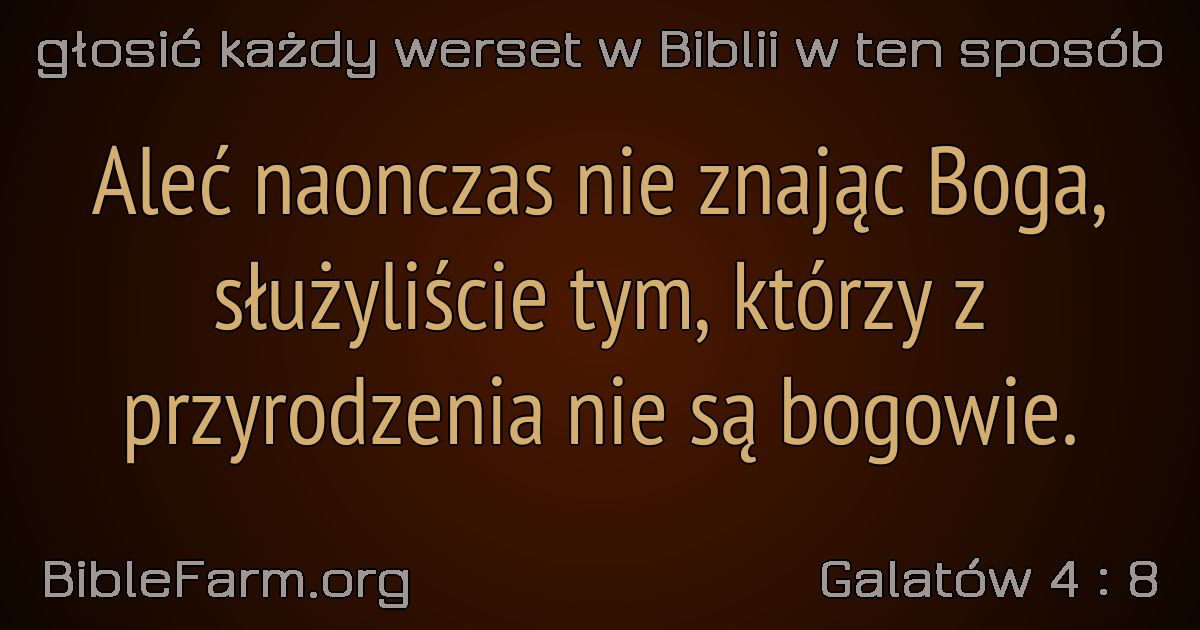 głosić każdy werset w Biblii w ten sposób
Aleć naonczas nie znając Boga,
służyliście tym, którzy z
przyrodzenia nie są bogowie.
BibleFarm.org
Galatów 4 : 8